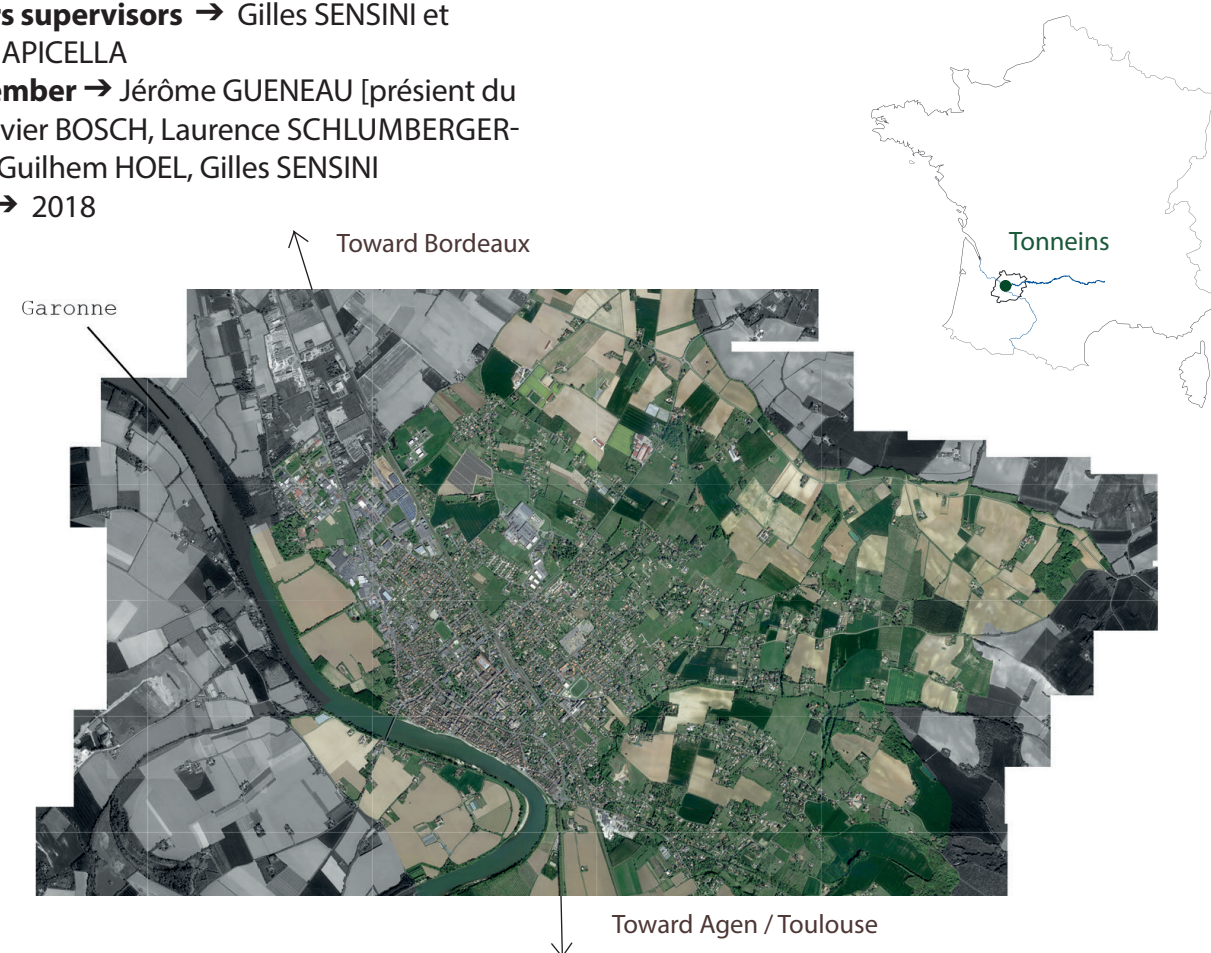 rs supervisors ➔ Gilles SENSINI et
APICELLA
ember ➔ Jérôme GUENEAU [présient du
vier BOSCH, Laurence SCHLUMBERGER-
Guilhem HOEL, Gilles SENSINI
➔ 2018
Toward Bordeaux
Tonneins
Garonne
Toward Agen / Toulouse